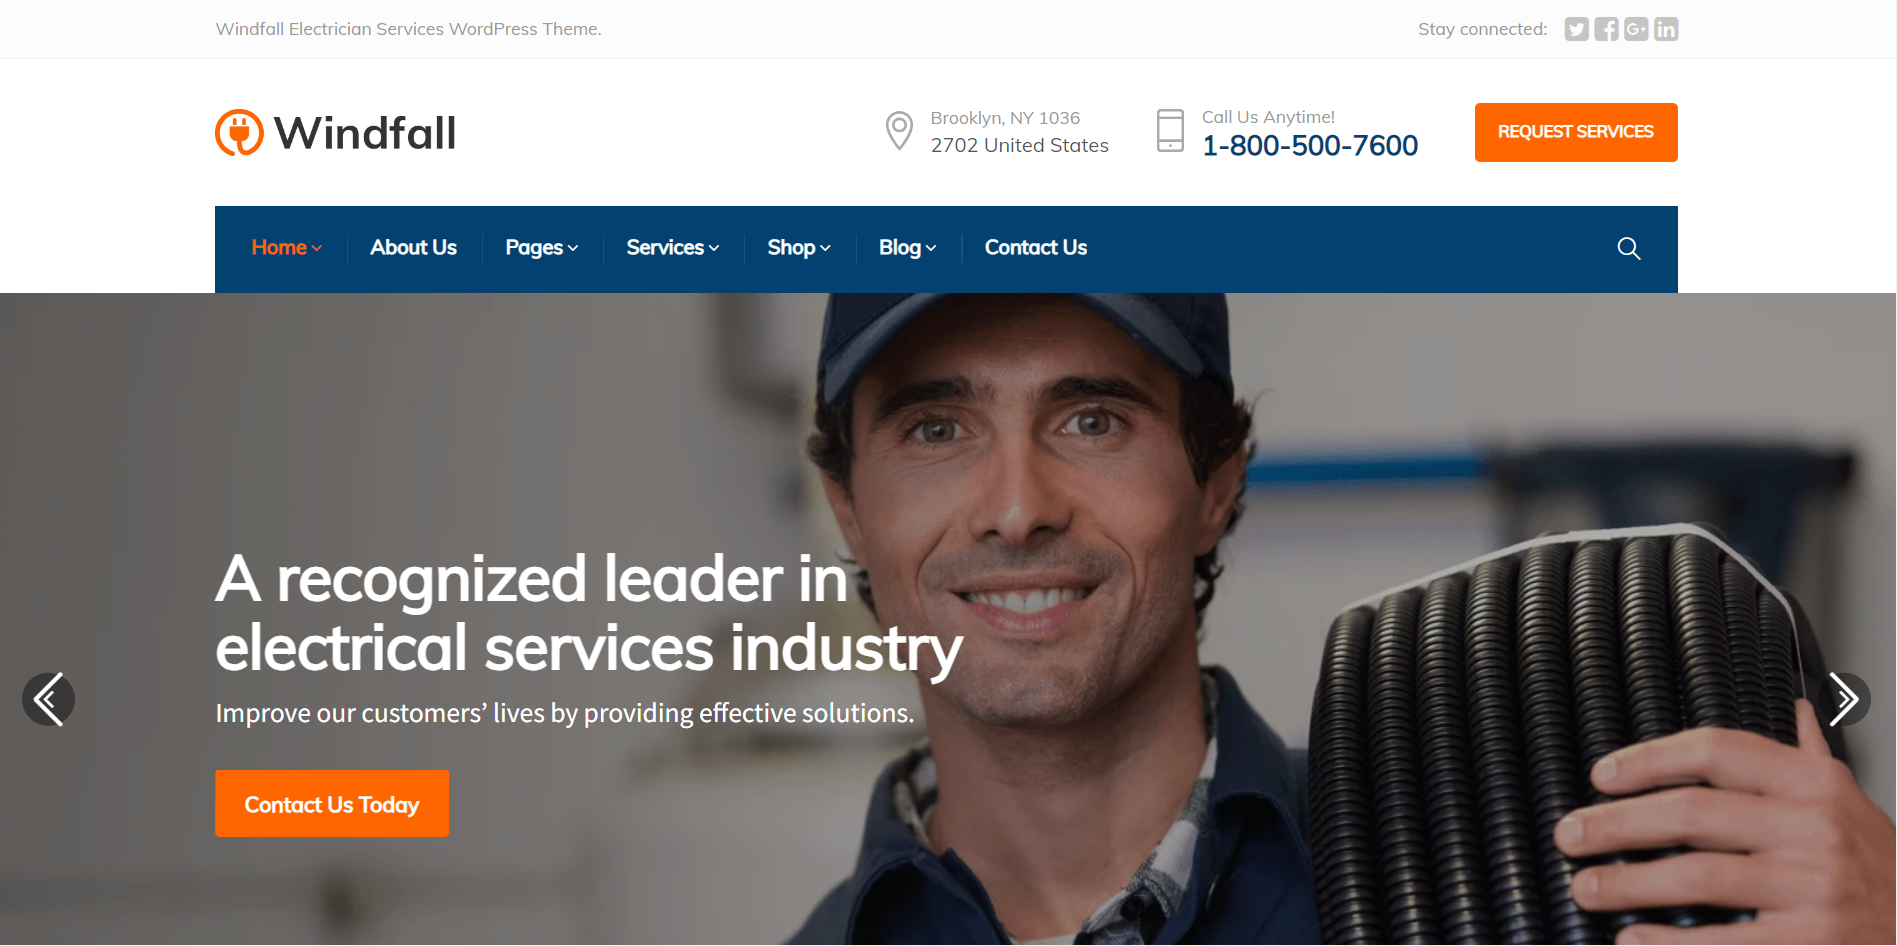 Windfall Electrician Services WordPress Theme.
Stay connected:
Windfall
Brooklyn, NY 1036
2702 United States
Call Us Anytime!
1-800-500-7600
REQUEST SERVICES
Home
About Us
Pages
Services
Shop
Blog
Contact Us
A recognized leader in
electrical services industry
Improve our customers’ lives by providing effective solutions.
Contact Us Today